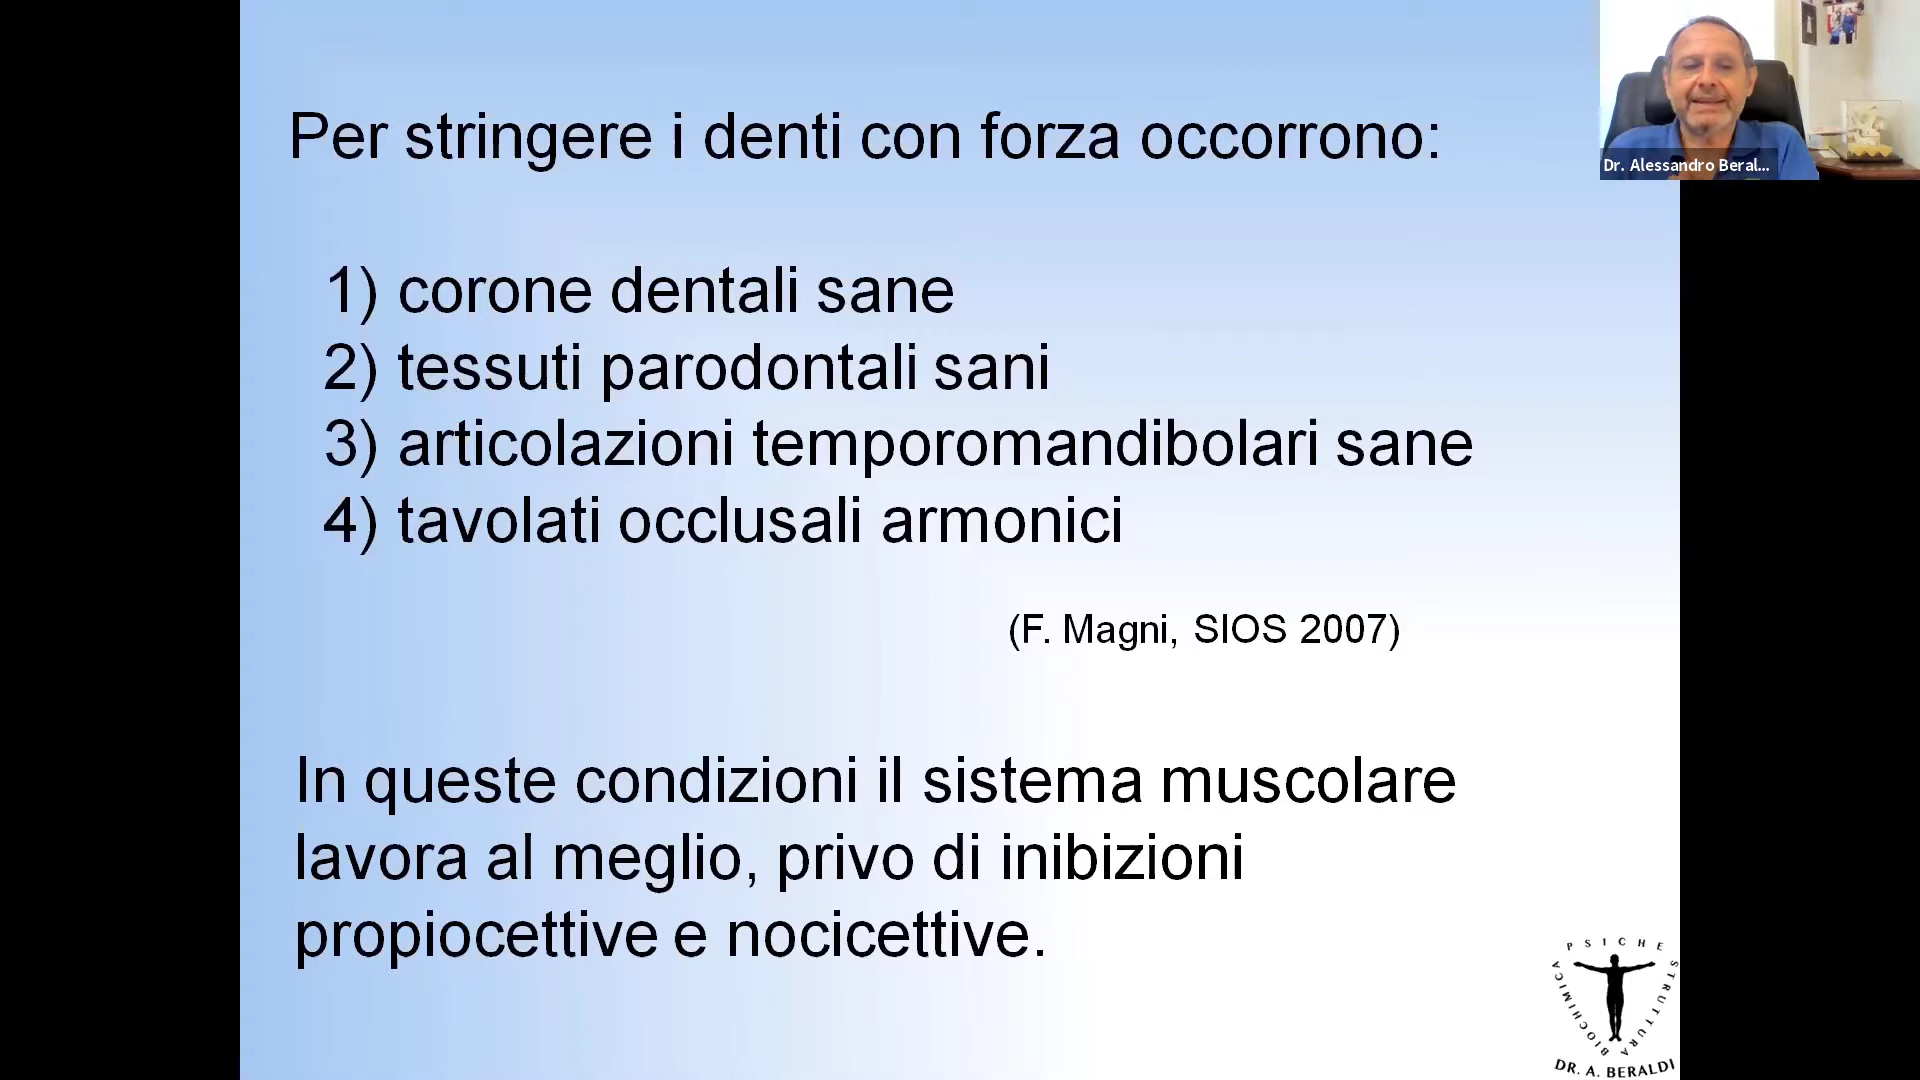 Per stringere i denti con forza occorrono:
1) corone dentali sane
2) tessuti parodontali sani
3) articolazioni temporomandibolari sane
4) tavolati occlusali armonici
(F. Magni, SIOS 2007)
In queste condizioni il sistema muscolare
lavora al meglio, privo di inibizioni
propiocettive e nocicettive.
Dr. Alessandro Beral...
PSICHE
STRUTTURA
BIOCHIMICA
DR. A. BERALDI